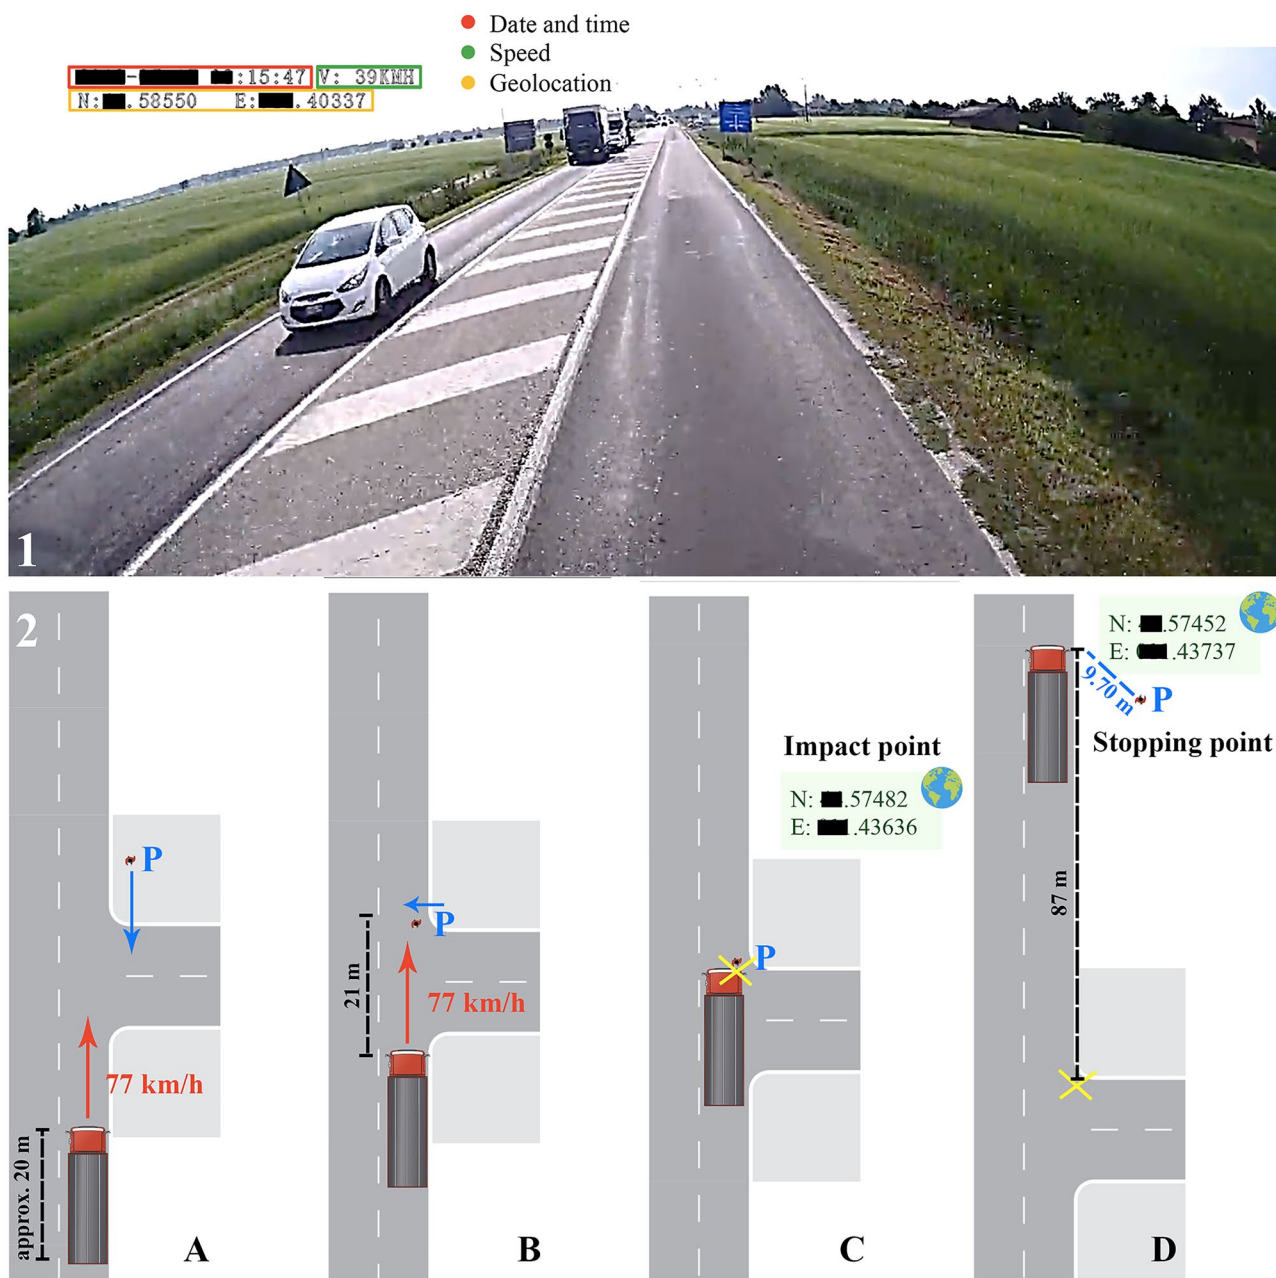 Date and time
Speed
Geolocation
:15:47 V: 39KMH
N: .58550 E: .40337
1
2
P
77 km/h
approx. 20 m
A
P
21 m
77 km/h
B
Impact point
N: .57482
E: .43636
P
C
N: .57452
E: .43737
9.70 m
P
Stopping point
87 m
D